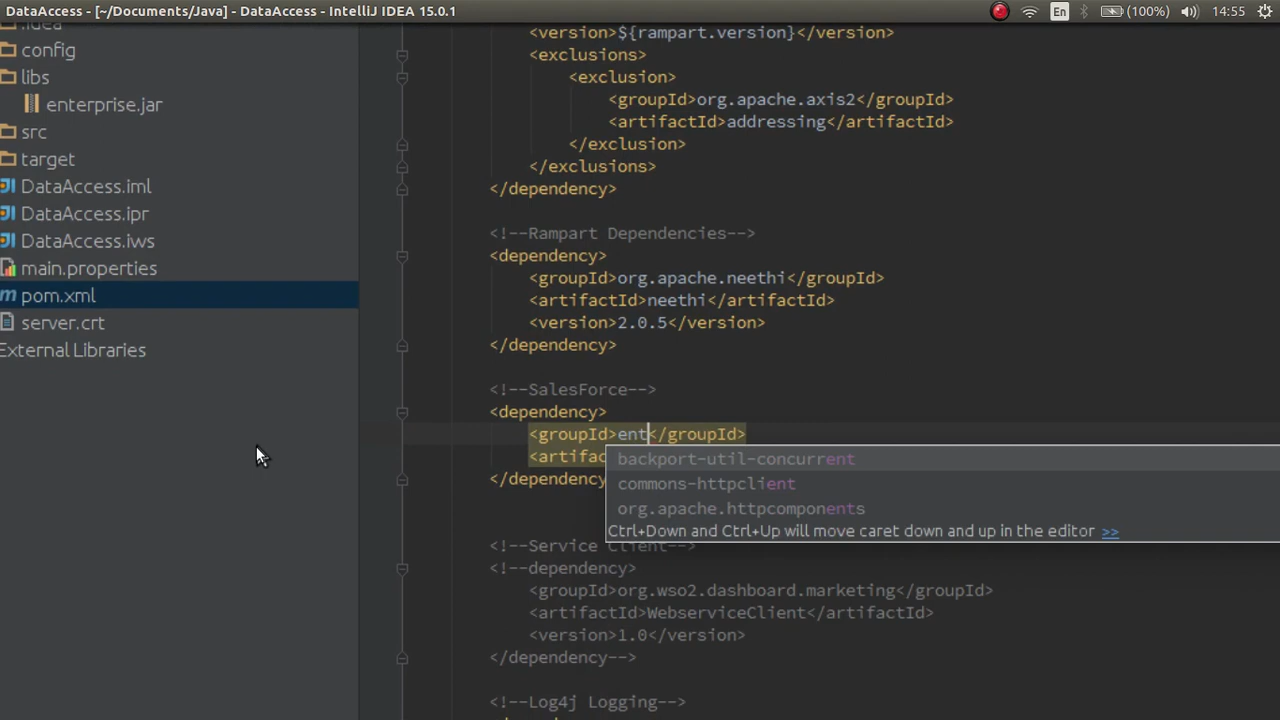 DataAccess - [~/Documents/Java] - DataAccess - IntelliJ IDEA 15.0.1
En
(100%)
14:55
.idea
config
libs
enterprise.jar
src
target
DataAccess.iml
DataAccess.ipr
DataAccess.iws
main.properties
pom.xml
server.crt
External Libraries
<version>${rampart.version}</version>
<exclusions>
<exclusion>
<groupId>org.apache.axis2</groupId>
<artifactId>addressing</artifactId>
</exclusion>
</exclusions>
</dependency>
<!--Rampart Dependencies-->
<dependency>
<groupId>org.apache.neethi</groupId>
<artifactId>neethi</artifactId>
<version>2.0.5</version>
</dependency>
<!--SalesForce-->
<dependency>
<groupId>ent</groupId>
<artifac
</dependency
backport-util-concurrent
commons-httpclient
org.apache.httpcomponents
Ctrl+Down and Ctrl+Up will move caret down and up in the editor >>
<!--Service Client-->
<!--dependency>
<groupId>org.wso2.dashboard.marketing</groupId>
<artifactId>WebserviceClient</artifactId>
<version>1.0</version>
</dependency-->
<!--Log4j Logging-->